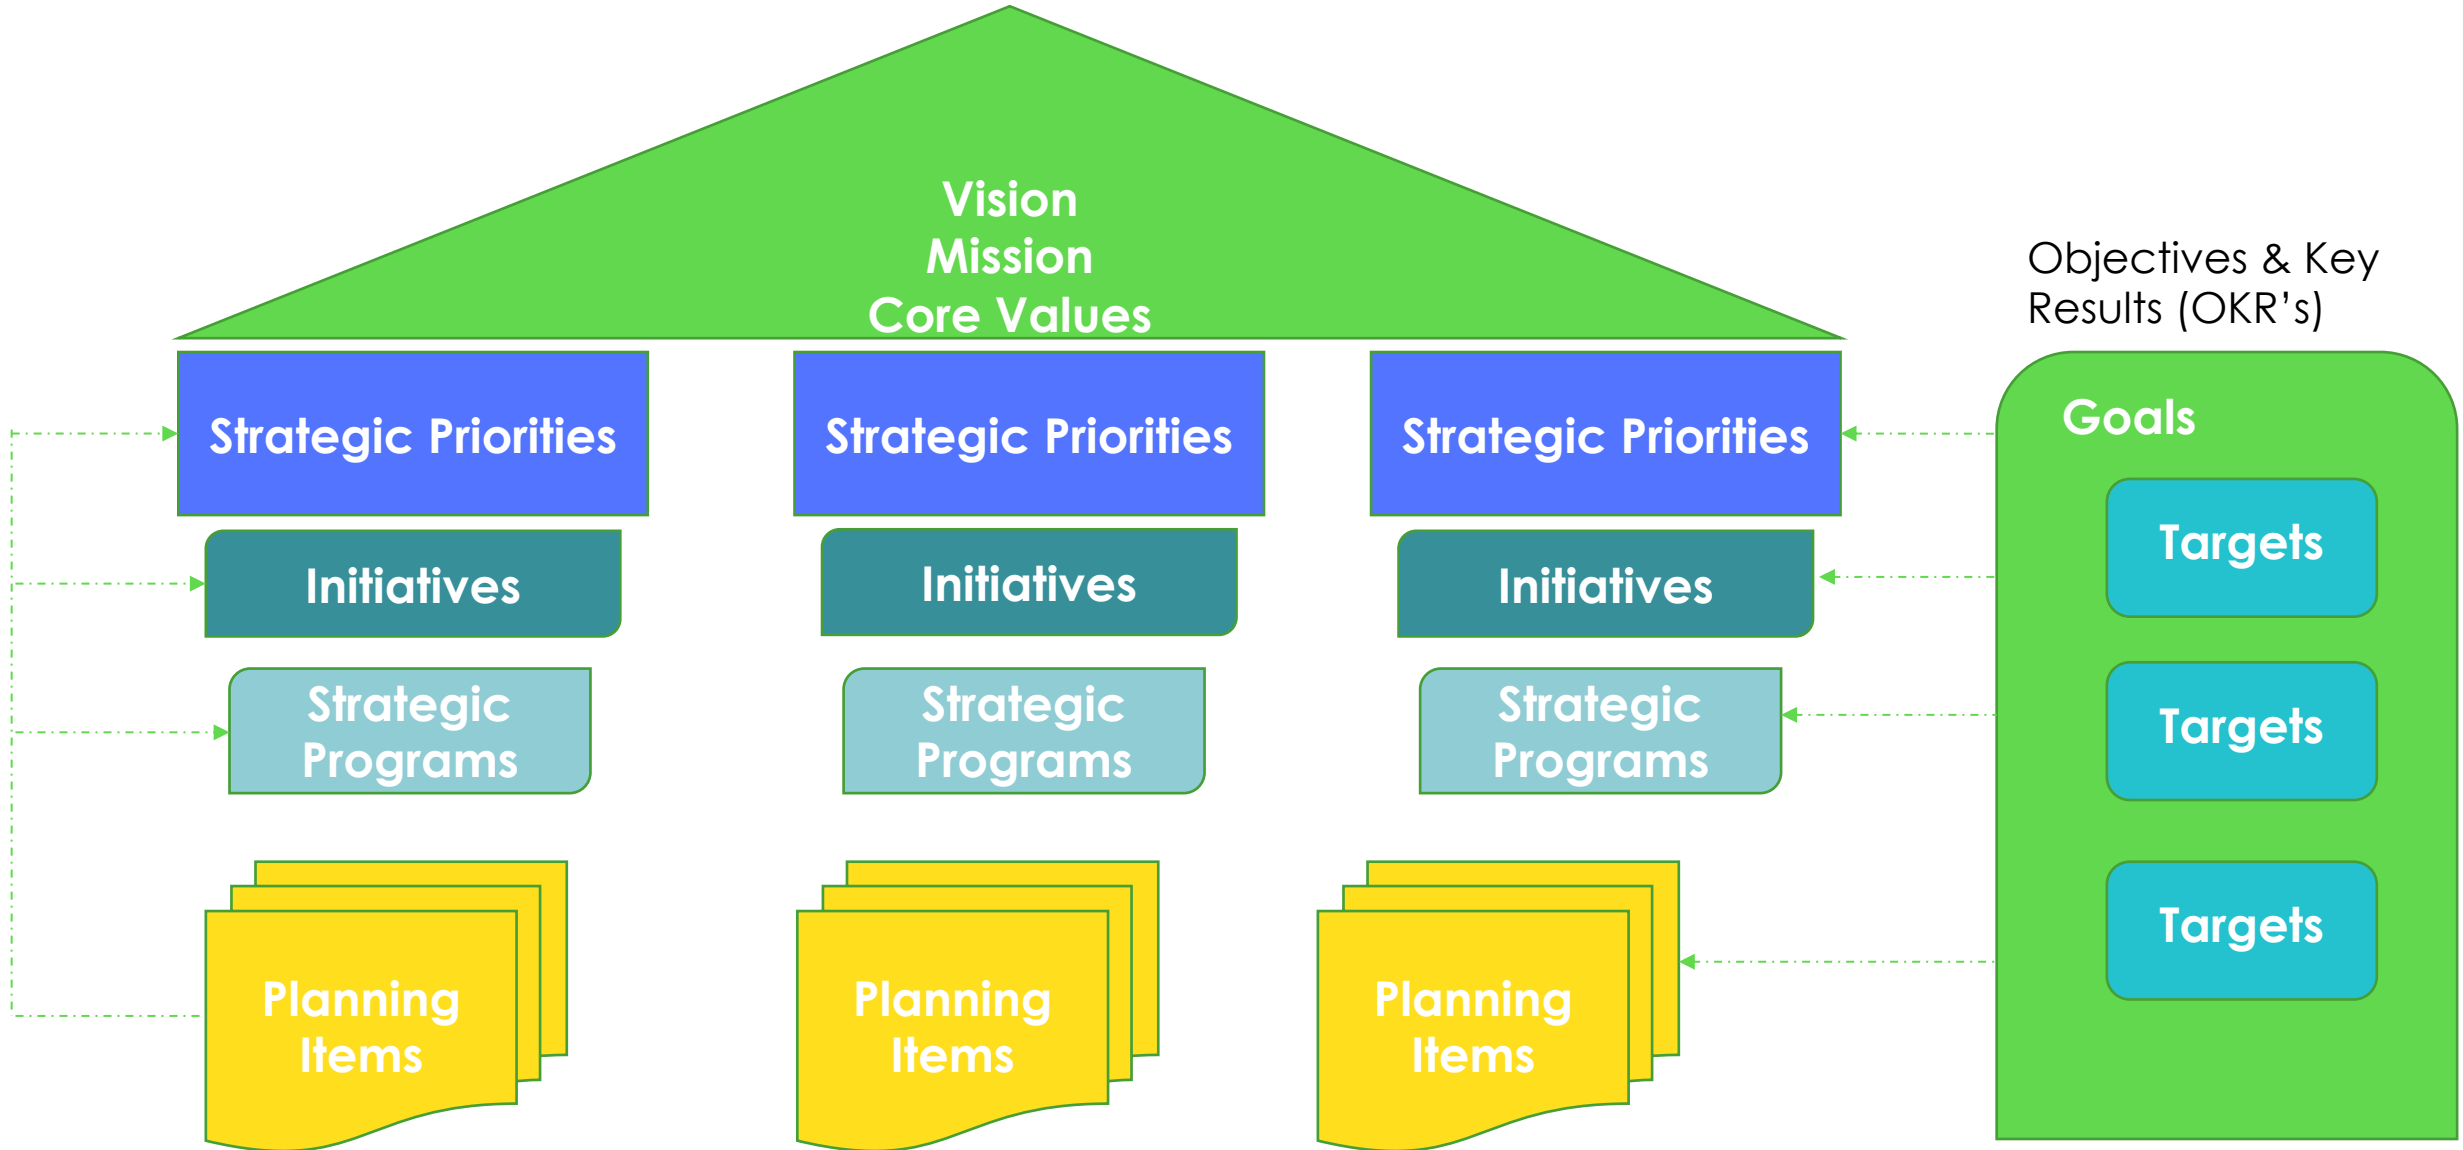 Vision
Mission
Core Values
Objectives & Key
Results (OKR's)
Strategic Priorities
Strategic Priorities
Strategic Priorities
Goals
Initiatives
Initiatives
Initiatives
Targets
Strategic
Programs
Strategic
Programs
Strategic
Programs
Targets
Planning
Items
Planning
Items
Planning
Items
Targets